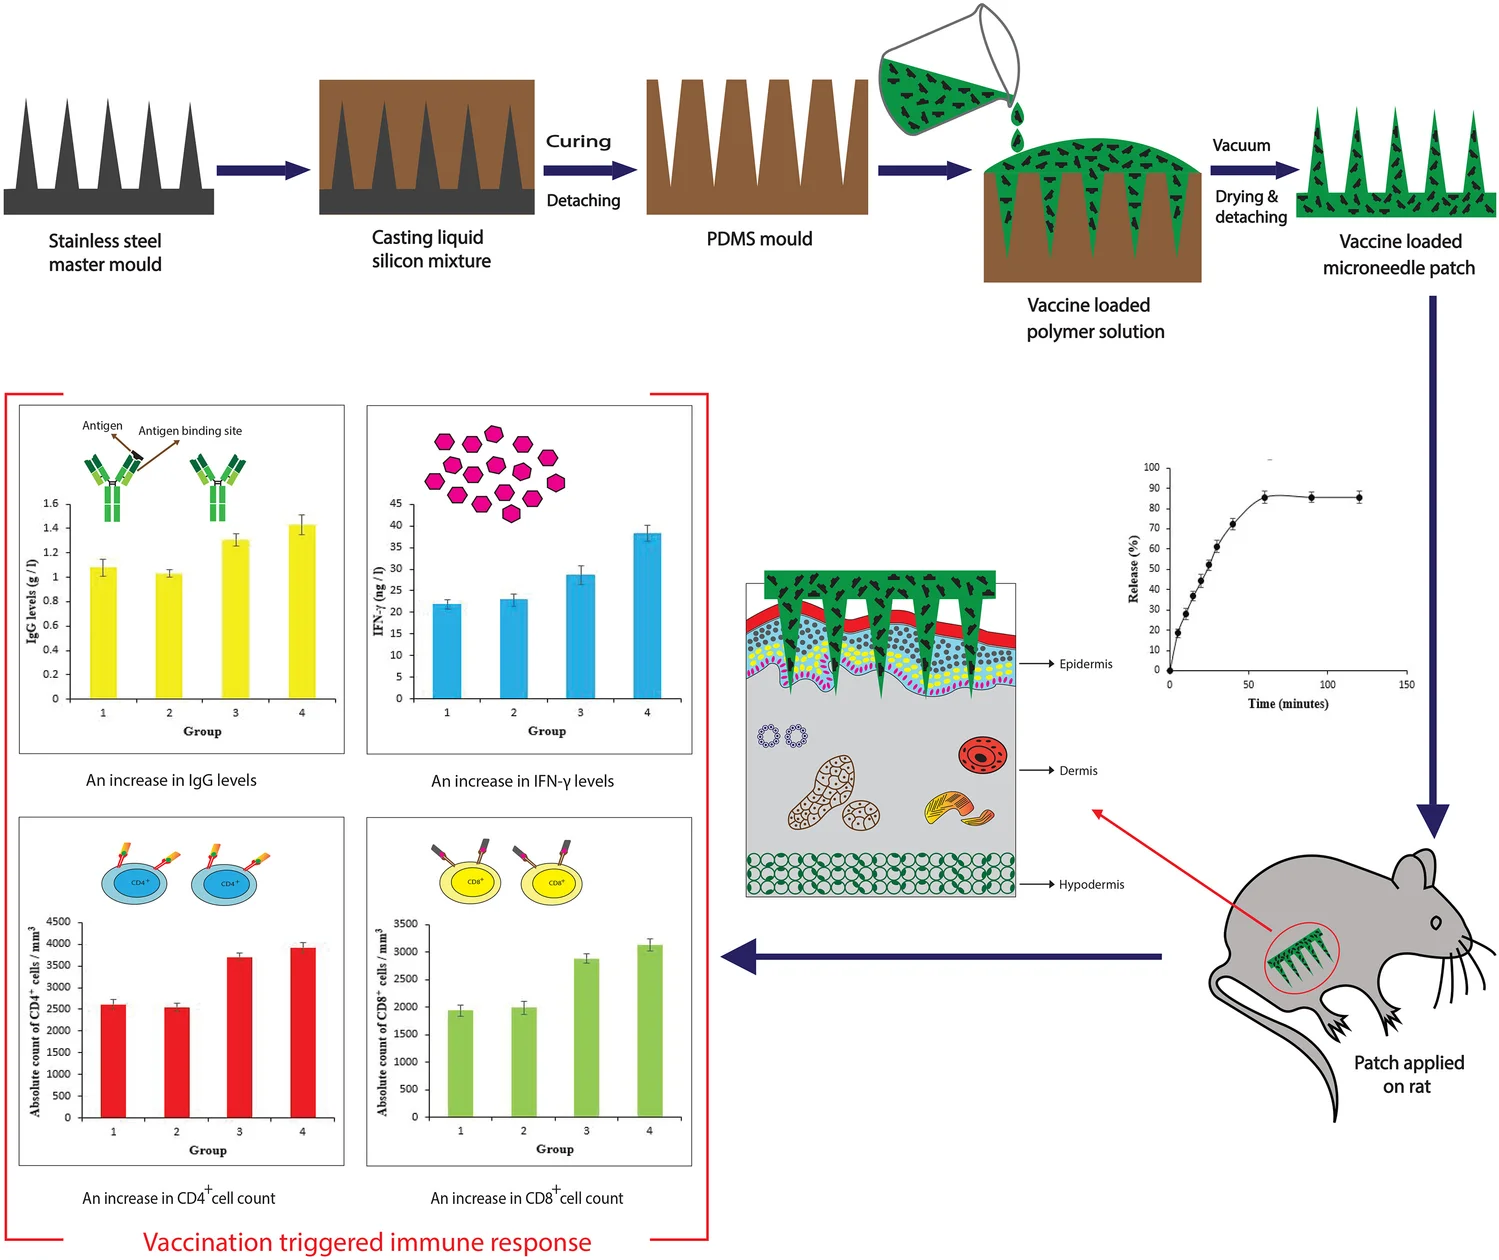 Stainless steel
master mould
Casting liquid
silicon mixture
Curing
Detaching
PDMS mould
Vaccine loaded
polymer solution
Vacuum
Drying &
detaching
Vaccine loaded
microneedle patch
Antigen
Antigen binding site
IgG levels (g / l)
1.6
1.4
1.2
1
0.8
0.6
0.4
0.2
0
1 2 3 4
Group
An increase in IgG levels
IFN-γ (ng / l)
45
40
35
30
25
20
15
10
5
0
1 2 3 4
Group
An increase in IFN-γ levels
CD4+ CD4+
Absolute count of CD4+ cells / mm3
4500
4000
3500
3000
2500
2000
1500
1000
500
0
1 2 3 4
Group
An increase in CD4+cell count
CD8+ CD8+
Absolute count of CD8+ cells / mm3
3500
3000
2500
2000
1500
1000
500
0
1 2 3 4
Group
An increase in CD8+cell count
Vaccination triggered immune response
Epidermis
Dermis
Hypodermis
Release (%)
100
90
80
70
60
50
40
30
20
10
0
0 50 100 150
Time (minutes)
Patch applied
on rat